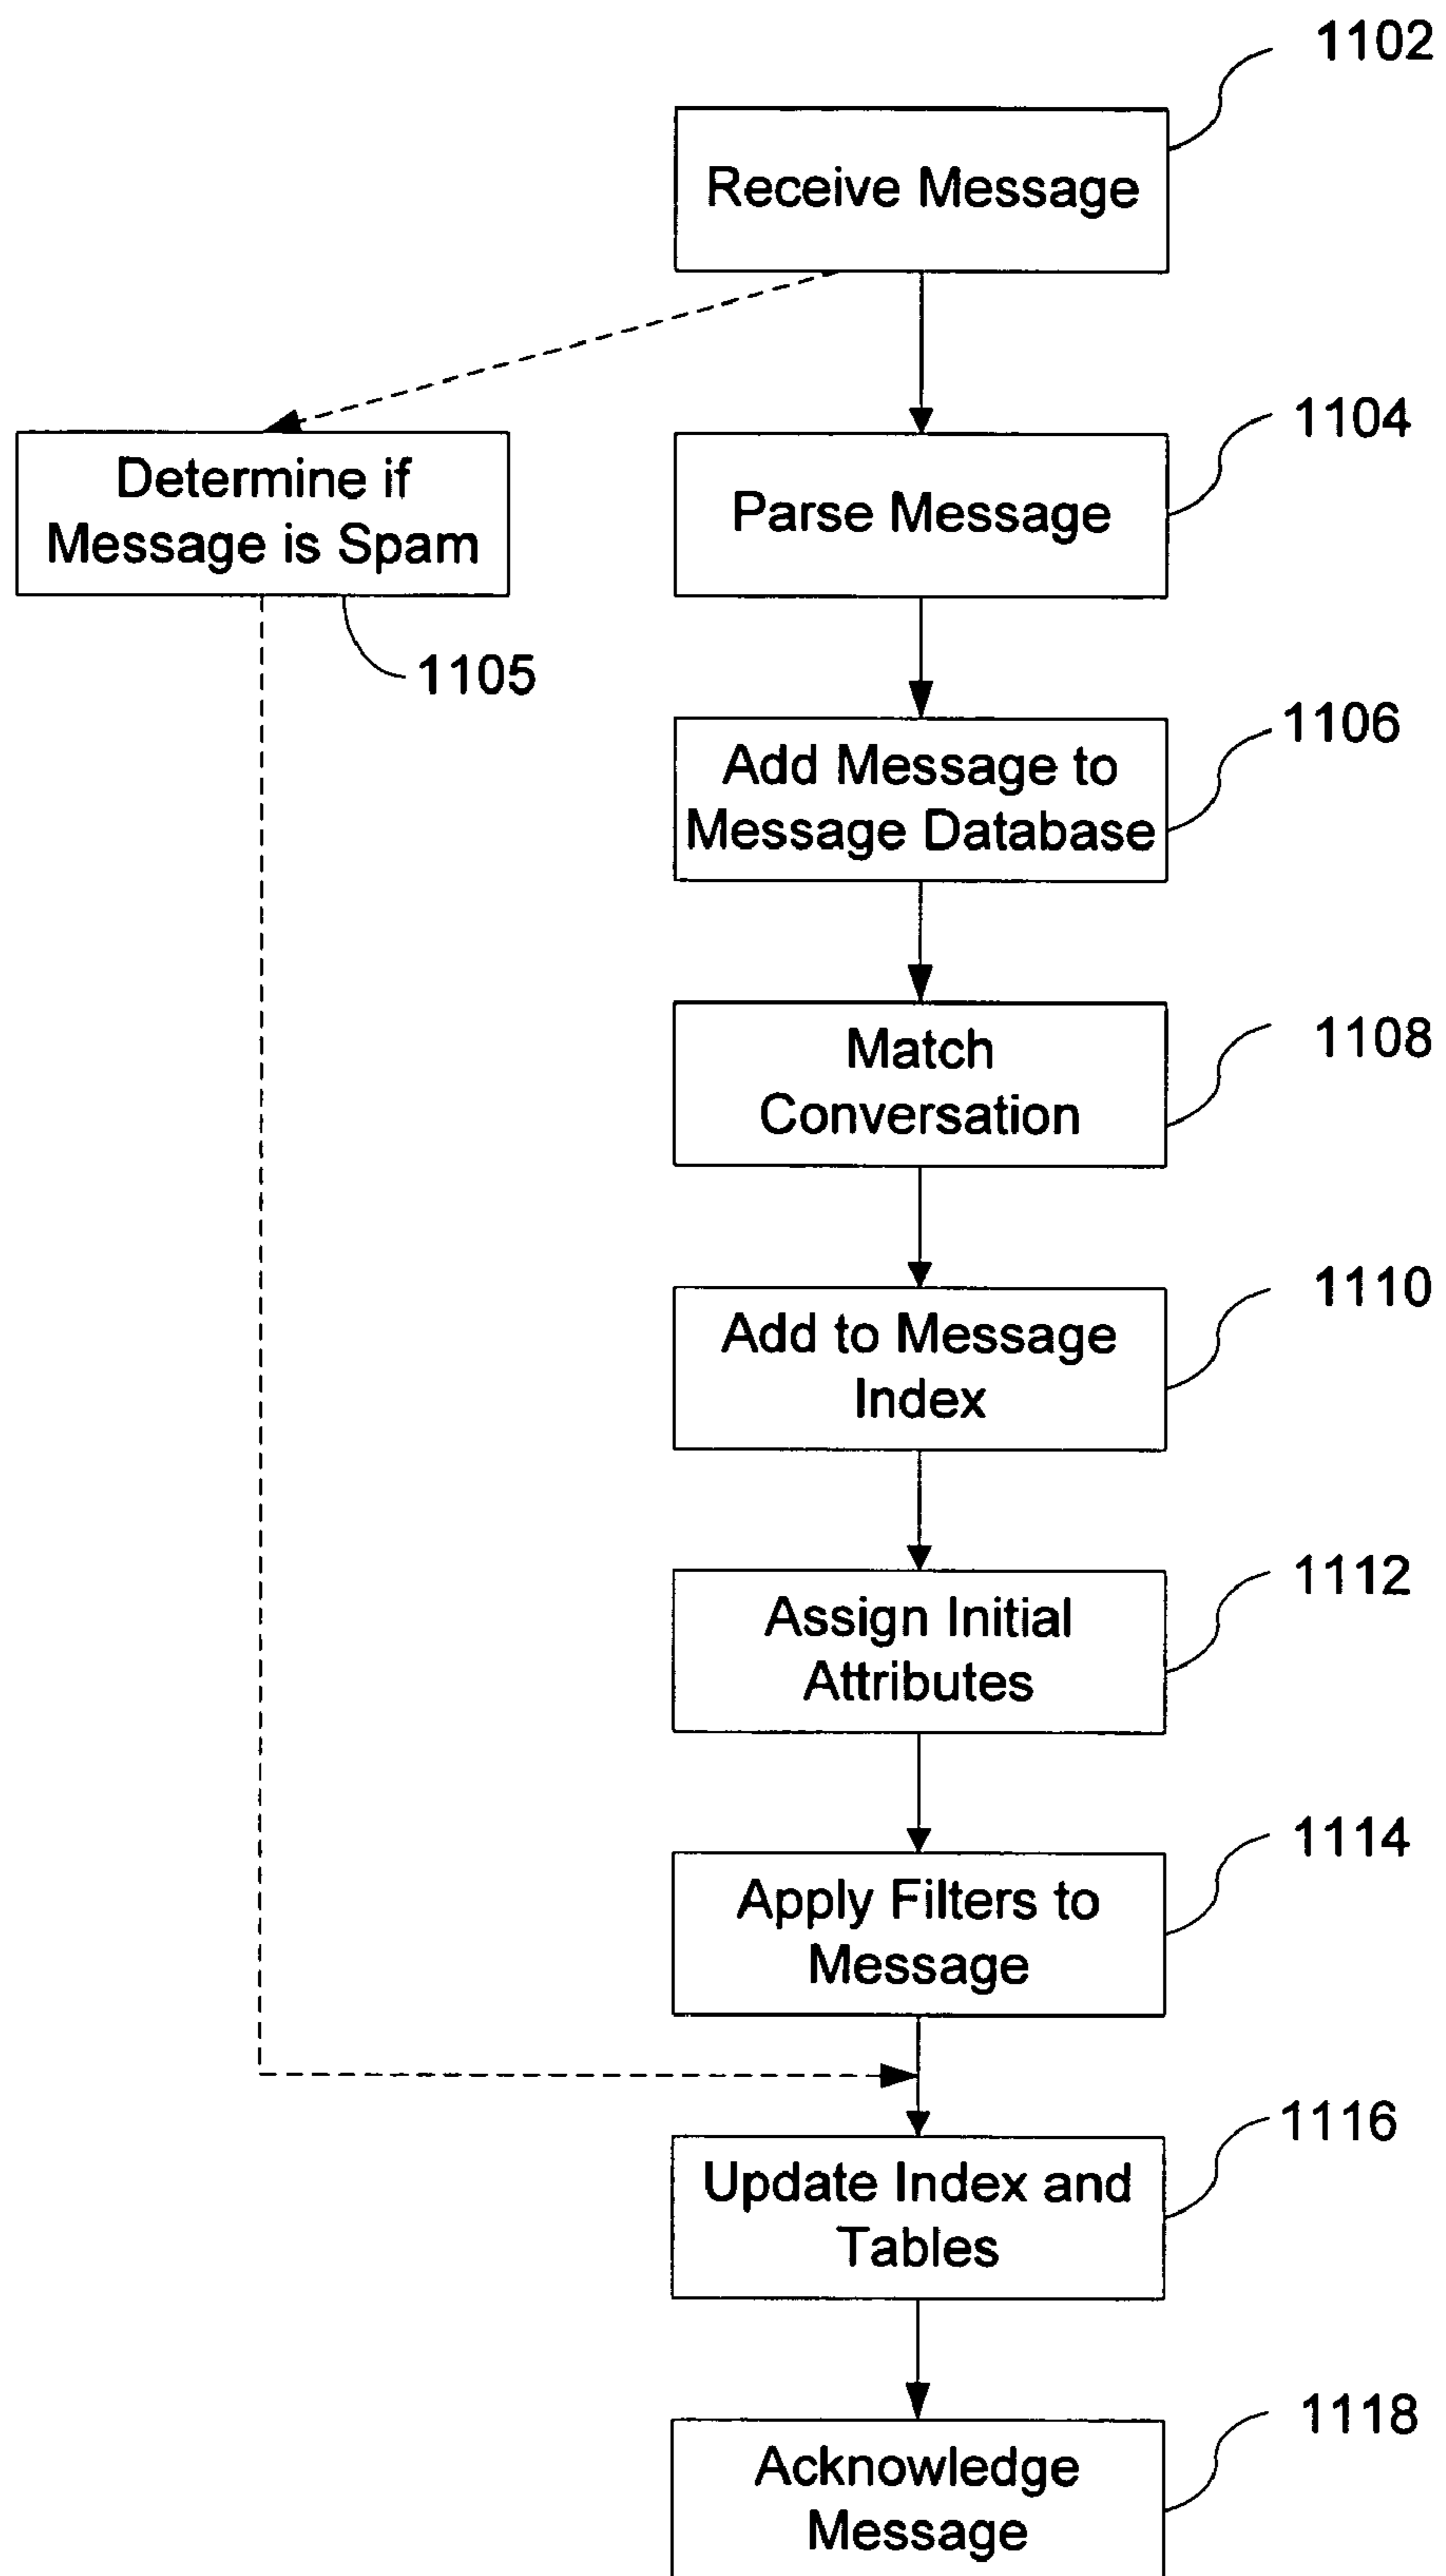 1102
Receive Message
1104
Parse Message
Determine if
Message is Spam
1105
1106
Add Message to
Message Database
1108
Match
Conversation
1110
Add to Message
Index
1112
Assign Initial
Attributes
1114
Apply Filters to
Message
1116
Update Index and
Tables
1118
Acknowledge
Message